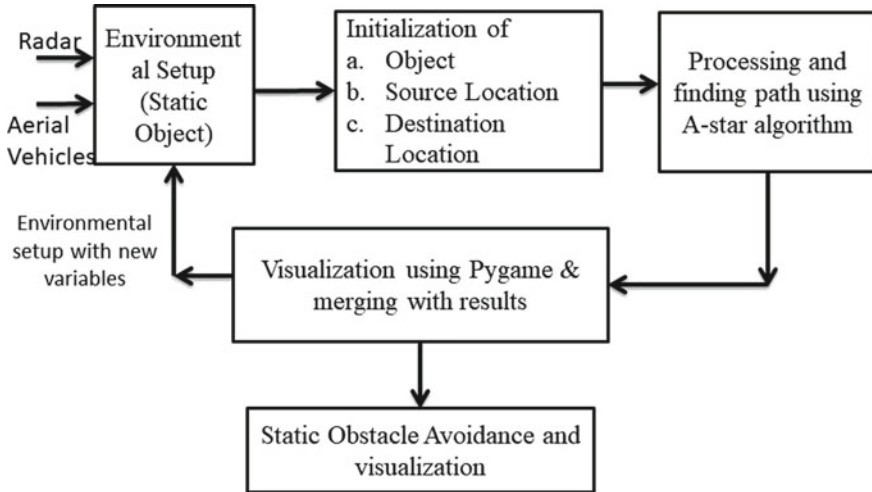 Radar
Aerial
Vehicles
Environment
al Setup
(Static
Object)
Initialization of
a. Object
b. Source Location
c. Destination
Location
Processing and
finding path using
A-star algorithm
Environmental
setup with new
variables
Visualization using Pygame &
merging with results
Static Obstacle Avoidance and
visualization